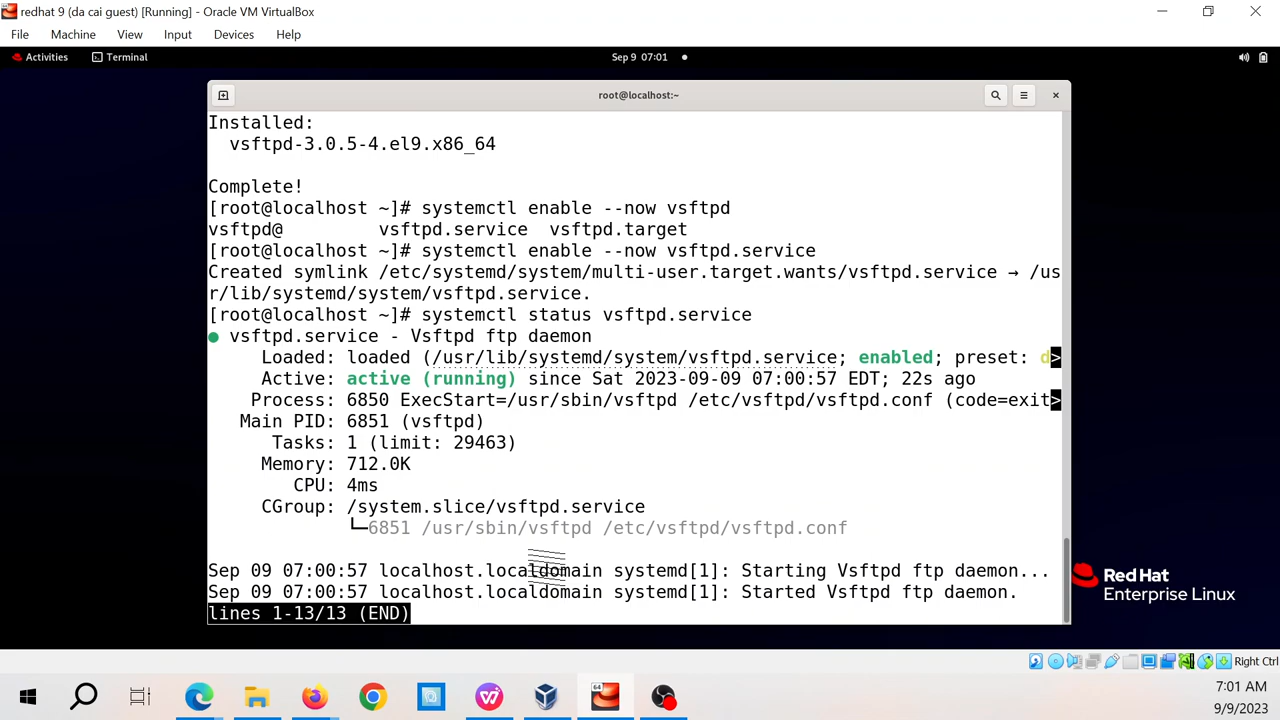 redhat 9 (da cai guest) [Running] - Oracle VM VirtualBox
File Machine View Input Devices Help
Activities Terminal Sep 9 07:01
root@localhost:~
Installed:
vsftpd-3.0.5-4.el9.x86_64
Complete!
[root@localhost ~]# systemctl enable --now vsftpd
vsftpd@ vsftpd.service vsftpd.target
[root@localhost ~]# systemctl enable --now vsftpd.service
Created symlink /etc/systemd/system/multi-user.target.wants/vsftpd.service → /us
r/lib/systemd/system/vsftpd.service.
[root@localhost ~]# systemctl status vsftpd.service
● vsftpd.service - Vsftpd ftp daemon
Loaded: loaded (/usr/lib/systemd/system/vsftpd.service; enabled; preset: d>
Active: active (running) since Sat 2023-09-09 07:00:57 EDT; 22s ago
Process: 6850 ExecStart=/usr/sbin/vsftpd /etc/vsftpd/vsftpd.conf (code=exit>
Main PID: 6851 (vsftpd)
Tasks: 1 (limit: 29463)
Memory: 712.0K
CPU: 4ms
CGroup: /system.slice/vsftpd.service
└─6851 /usr/sbin/vsftpd /etc/vsftpd/vsftpd.conf
Sep 09 07:00:57 localhost.localdomain systemd[1]: Starting Vsftpd ftp daemon...
Sep 09 07:00:57 localhost.localdomain systemd[1]: Started Vsftpd ftp daemon.
lines 1-13/13 (END)
Red Hat
Enterprise Linux
Right Ctrl
64
7:01 AM
9/9/2023